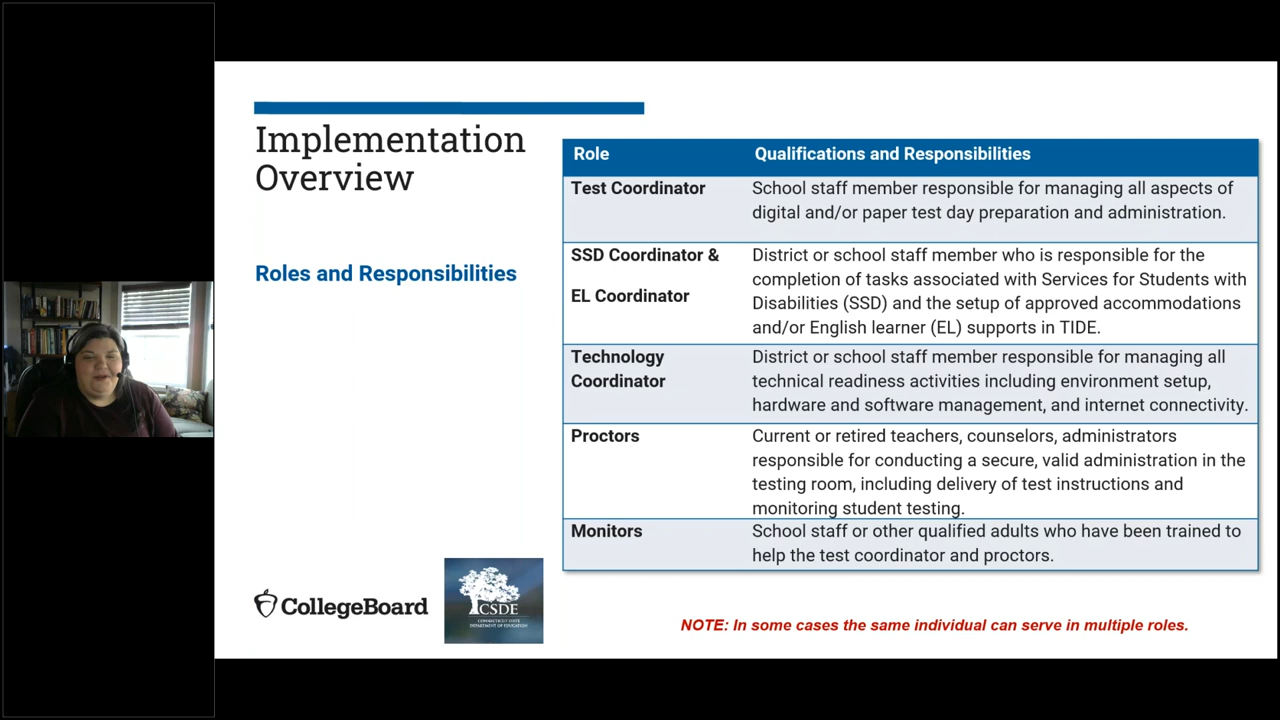 Implementation
Overview
Roles and Responsibilities
Role Qualifications and Responsibilities
Test Coordinator School staff member responsible for managing all aspects of
digital and/or paper test day preparation and administration.
SSD Coordinator & District or school staff member who is responsible for the
completion of tasks associated with Services for Students with
EL Coordinator Disabilities (SSD) and the setup of approved accommodations
and/or English learner (EL) supports in TIDE.
Technology District or school staff member responsible for managing all
Coordinator technical readiness activities including environment setup,
hardware and software management, and internet connectivity.
Proctors Current or retired teachers, counselors, administrators
responsible for conducting a secure, valid administration in the
testing room, including delivery of test instructions and
monitoring student testing.
Monitors School staff or other qualified adults who have been trained to
help the test coordinator and proctors.
CollegeBoard
CSDE
CONNECTICUT STATE
DEPARTMENT OF EDUCATION
NOTE: In some cases the same individual can serve in multiple roles.